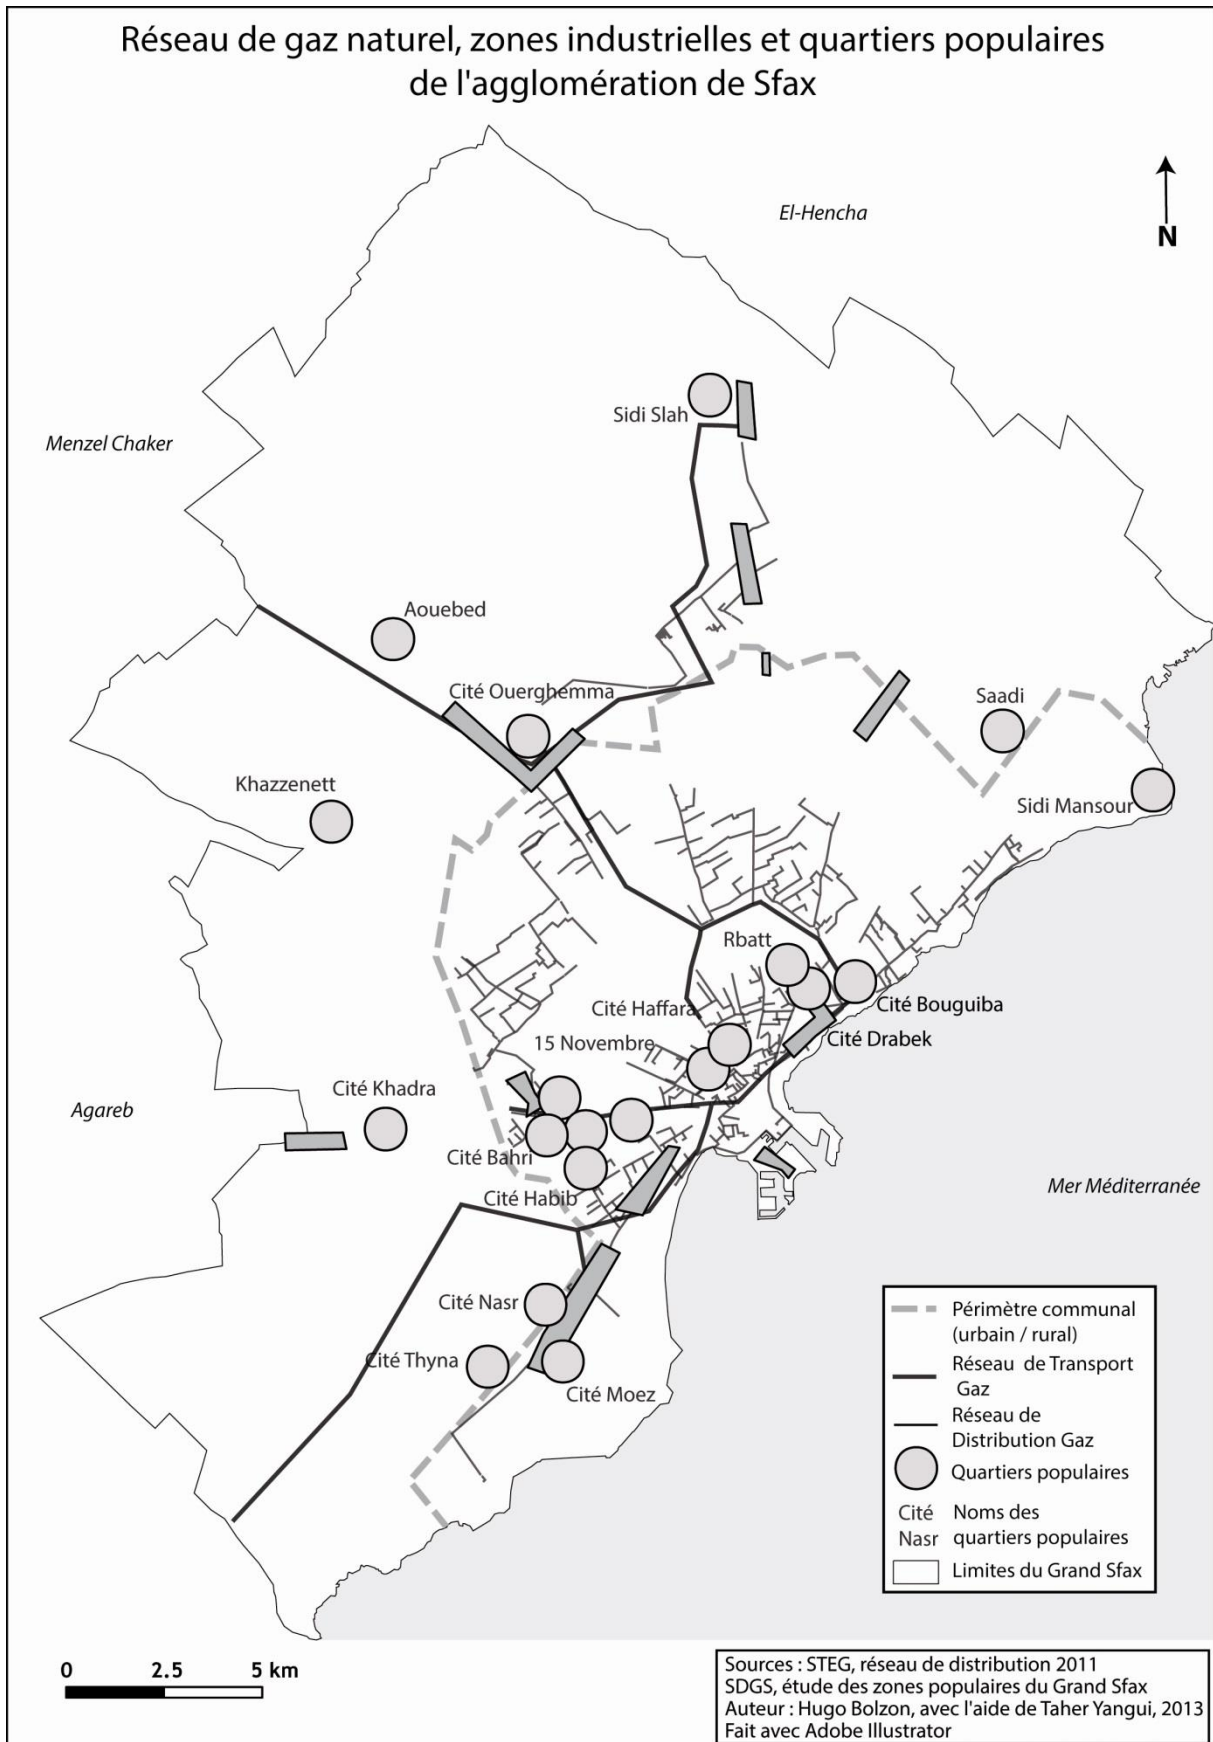 Réseau de gaz naturel, zones industrielles et quartiers populaires
de l'agglomération de Sfax
El-Hencha
N
Sidi Slah
Menzel Chaker
Aouebed
Cité Ouerghemma
Saadi
Khazzenett
Sidi Mansour
Rbatt
Cité Haffara
Cité Bouguiba
15 Novembre
Cité Drabek
Cité Khadra
Agareb
Cité Bahri
Cité Habib
Mer Méditerranée
Cité Nasr
Cité Thyna
Cité Moez
Périmètre communal
(urbain / rural)
Réseau de Transport
Gaz
Réseau de
Distribution Gaz
Quartiers populaires
Cité Noms des
Nasr quartiers populaires
Limites du Grand Sfax
0 2.5 5 km
Sources : STEG, réseau de distribution 2011
SDGS, étude des zones populaires du Grand Sfax
Auteur : Hugo Bolzon, avec l'aide de Taher Yangui, 2013
Fait avec Adobe Illustrator